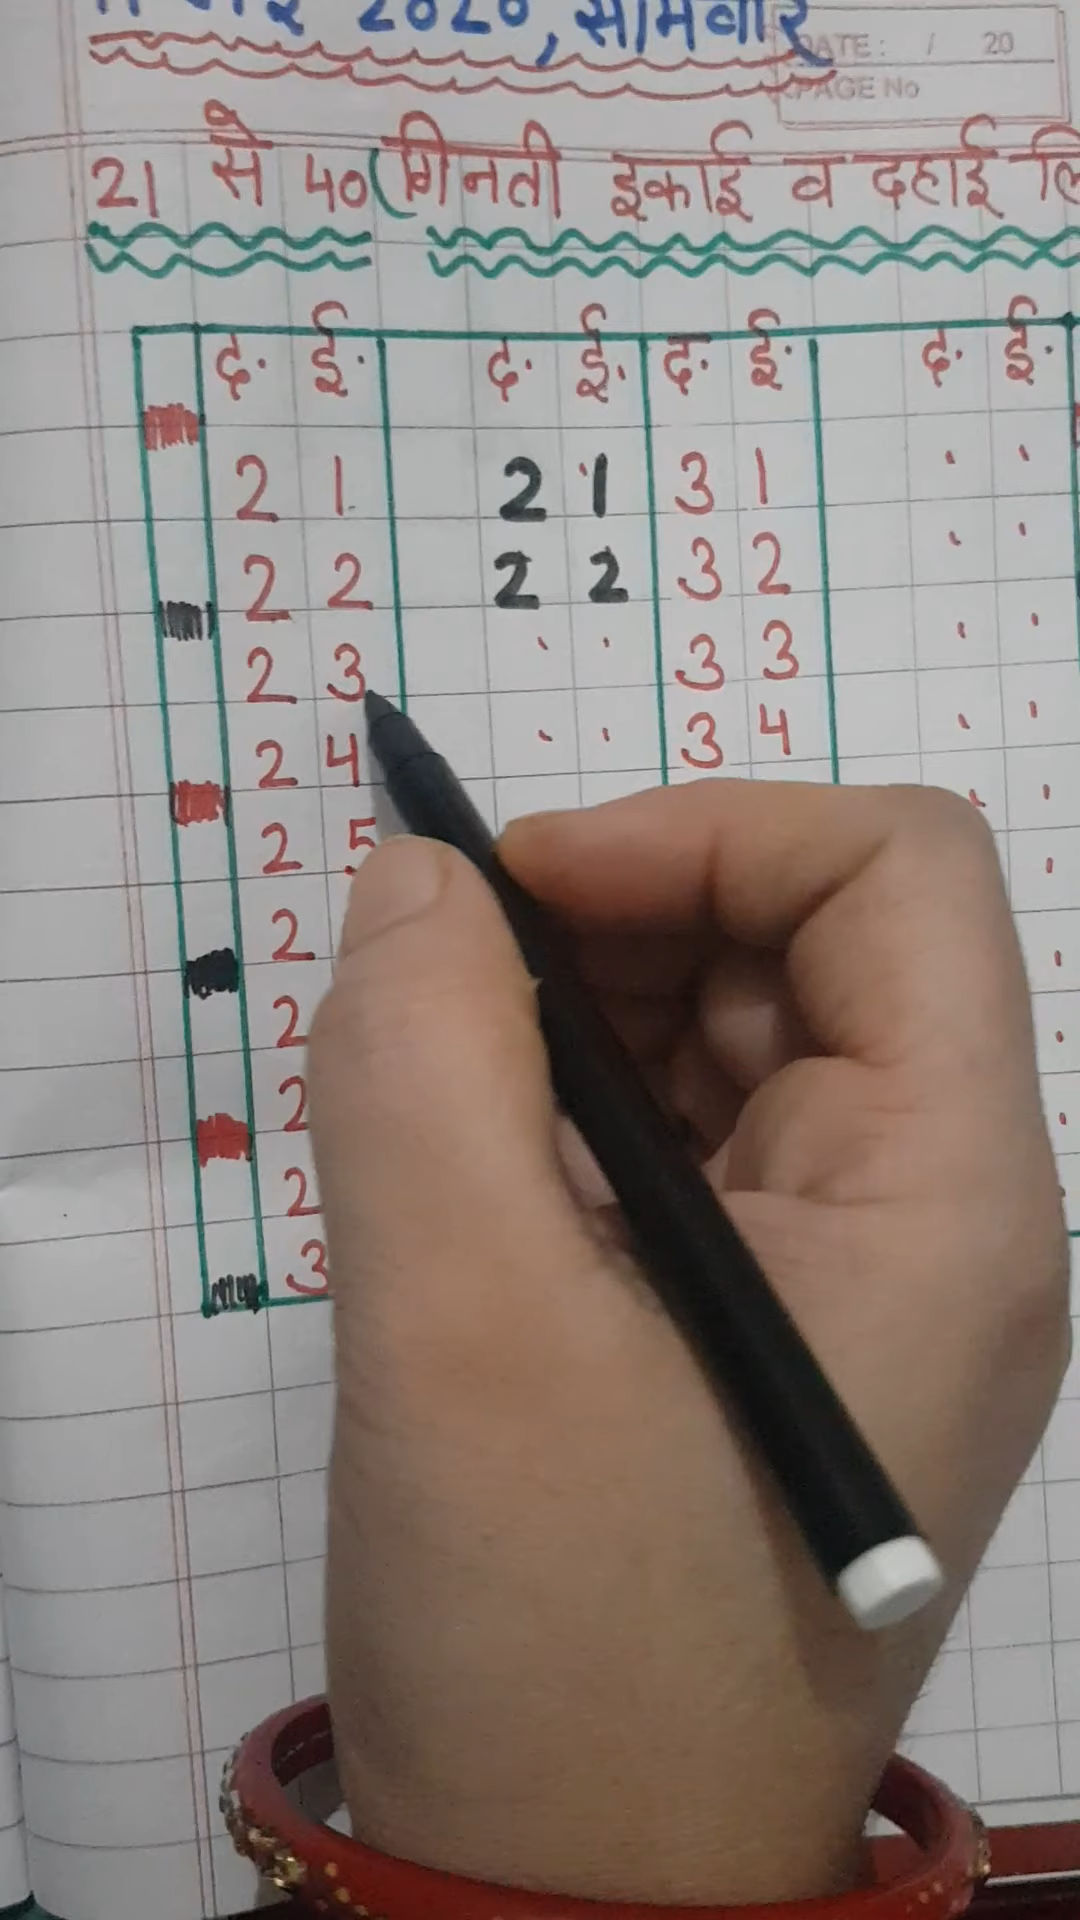 2020, सोमवार
DATE: / 20
PAGE No
21 से 40 गिनती इकाई व दहाई
द. ई. द. ई. द. ई. द. ई.
2 1 2 1 3 1
2 2 2 2 3 2
2 3 3 3
2 4 3 4
2 5
2
2
2
2
3